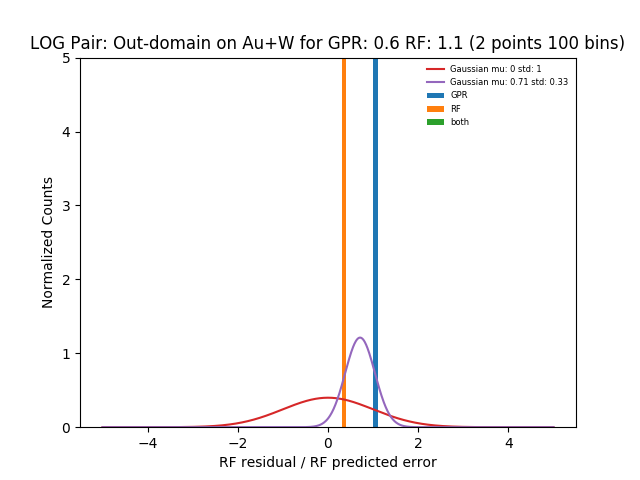 LOG Pair: Out-domain on Au+W for GPR: 0.6 RF: 1.1 (2 points 100 bins)
Gaussian mu: 0 std: 1
Gaussian mu: 0.71 std: 0.33
GPR
RF
both
5
4
3
2
1
0
Normalized Counts
−4 −2 0 2 4
RF residual / RF predicted error